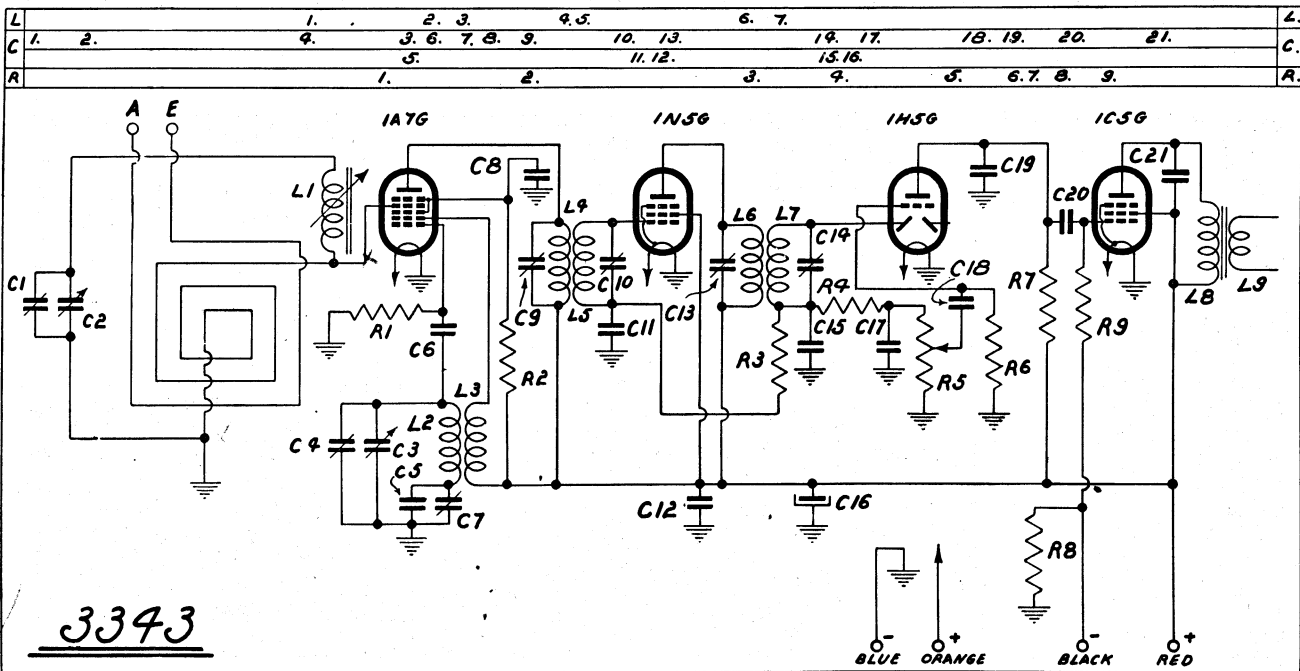 L 1. 2. 3. 4. 5. 6. 7. L.
C 1. 2. 4. 3. 6. 7. 8. 9. 10. 13. 14. 17. 18. 19. 20. 21. C.
5. 11. 12. 15. 16.
R 1. 2. 3. 4. 5. 6. 7. 8. 9. R.
A E 1A7G 1N5G 1H5G 1C5G
C8 C19 C21
L1 L4 L6 L7 C20
C14
C1 C2 C9 C10 C13 R4 C18 R7 L8 L9
L5
R1 C6 C11 C15 C17 R9
R2 R3 R5 R6
L3
L2
C4 C3
C5
C7 C12 C16
R8
3343
- + - +
BLUE ORANGE BLACK RED